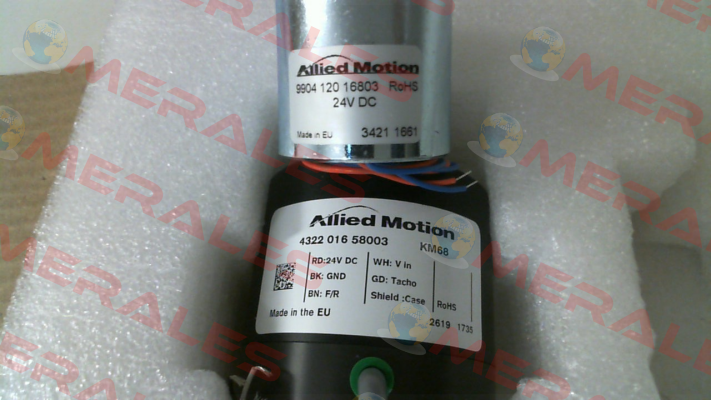 Allied Motion
9904 120 16803 RoHS
24V DC
Made in EU 3421 1661
Allied Motion
4322 016 58003 KM68
RD:24V DC WH: V in
BK: GND GD: Tacho
BN: F/R Shield :Case RoHS
Made in the EU 2619 1735
MERALES
MERALES
MERALES
MERALES
MERALES